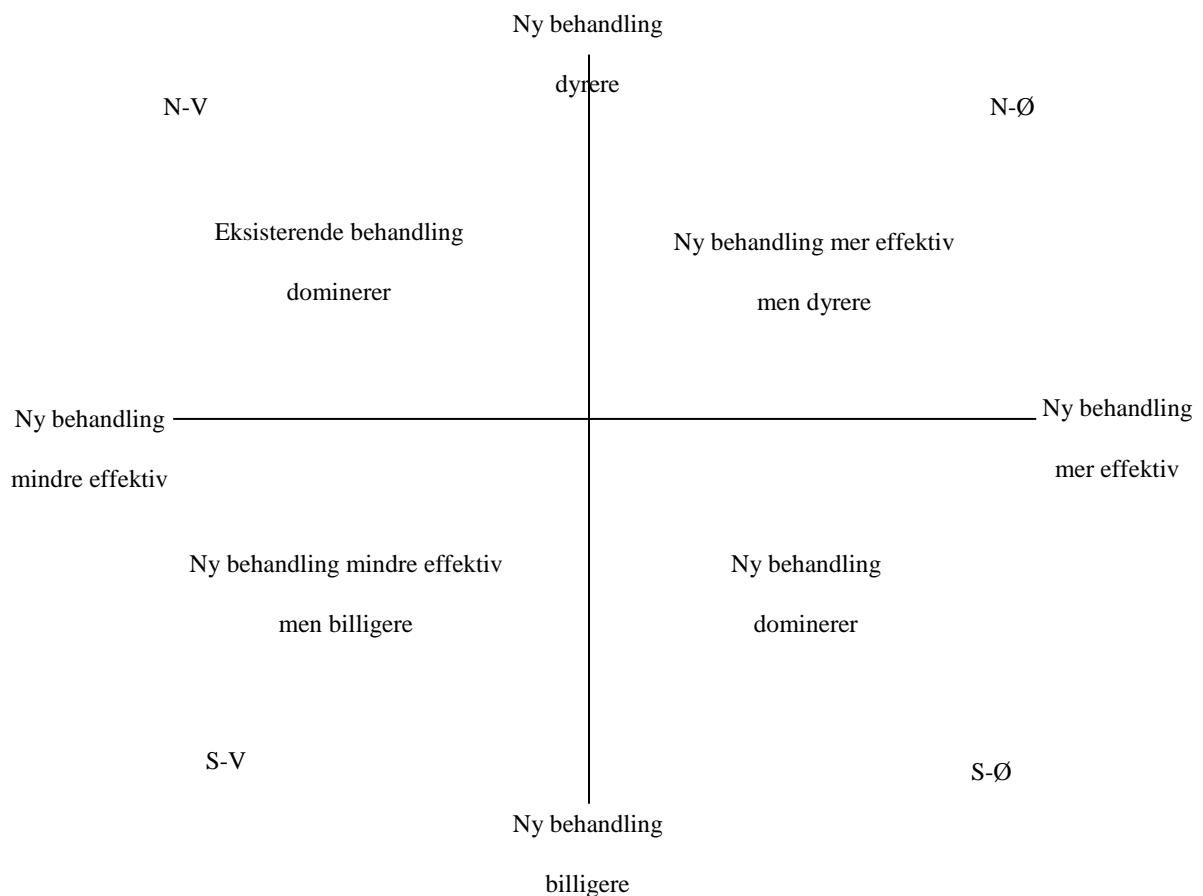 Ny behandling
dyrere
N-V
N-Ø
Eksisterende behandling
dominerer
Ny behandling mer effektiv
men dyrere
Ny behandling
mindre effektiv
Ny behandling
mer effektiv
Ny behandling mindre effektiv
men billigere
Ny behandling
dominerer
S-V
S-Ø
Ny behandling
billigere